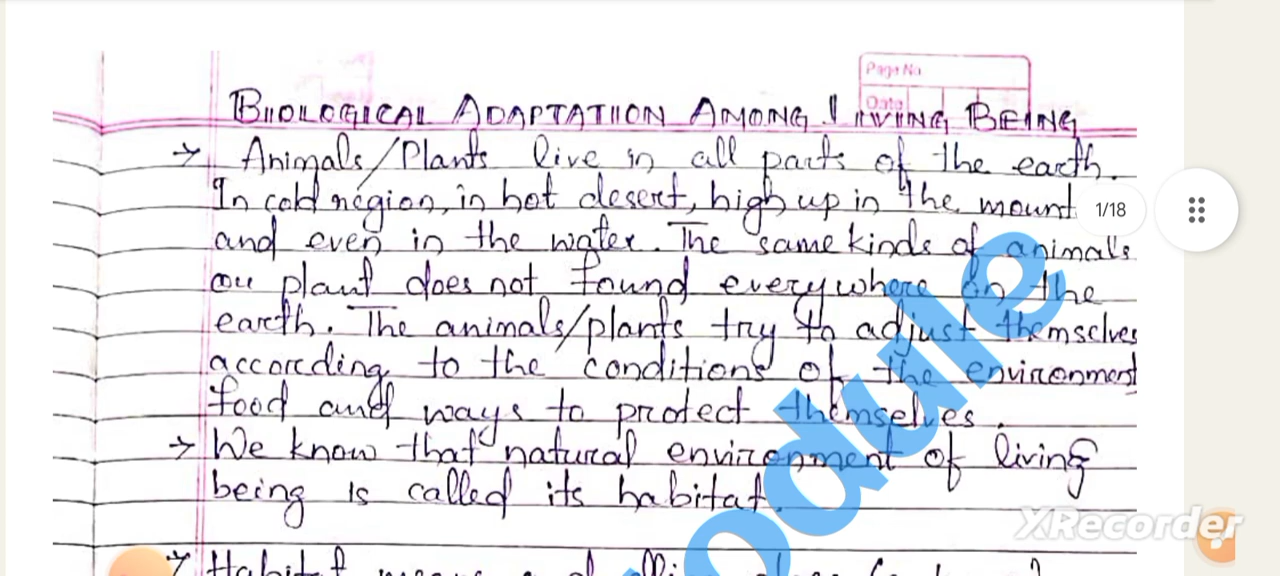 Page No
Date
BIOLOGICAL ADAPTATION AMONG LIVING BEING
→ Animals/Plants live in all parts of the earth.
In cold region, in hot desert, high up in the mount
1/18
and even in the water. The same kinds of animals
or plant does not found everywhere on the
earth. The animals/plants try to adjust themselves
according to the conditions of the environment
food and ways to protect themselves.
→ We know that natural environment of living
being is called its habitat.
→ Habitat
odule
XRecorder